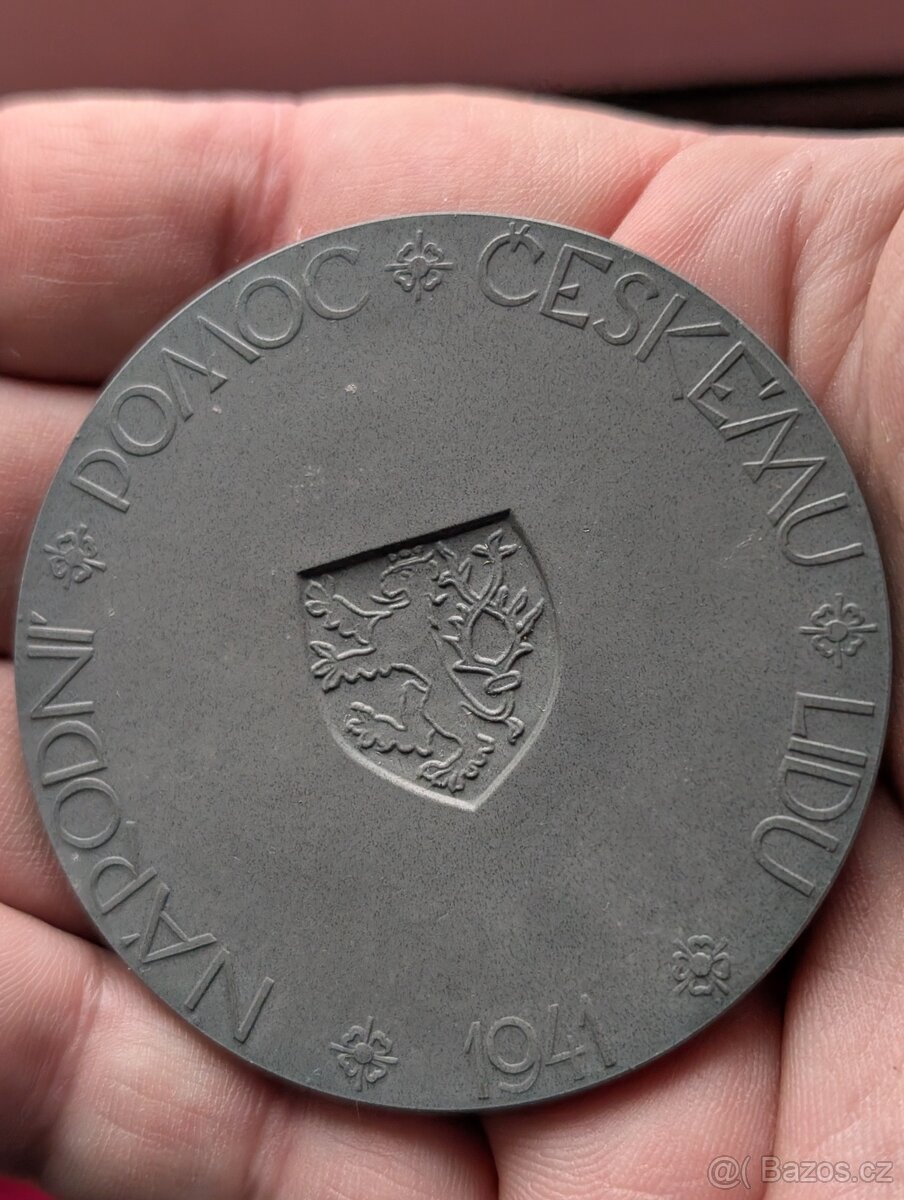 NÁRODNÍ POMOC ČESKÉMU LIDU
1941
@( Bazos.cz